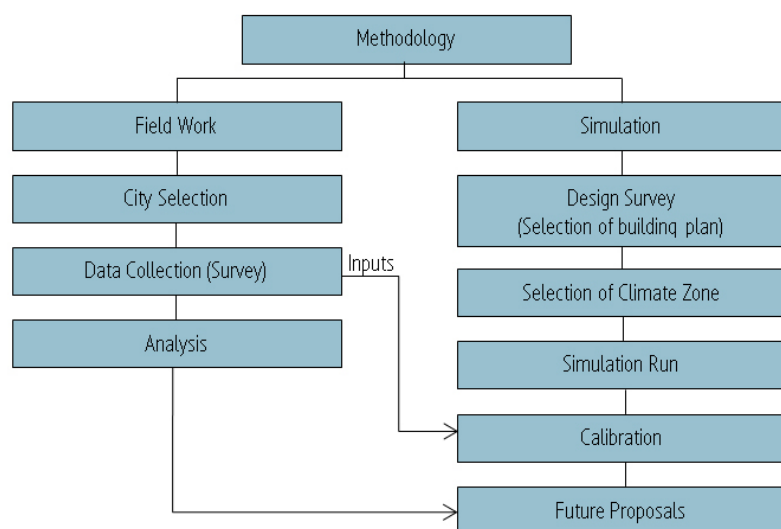 Methodology
Field Work
City Selection
Data Collection (Survey)
Inputs
Analysis
Simulation
Design Survey
(Selection of building plan)
Selection of Climate Zone
Simulation Run
Calibration
Future Proposals